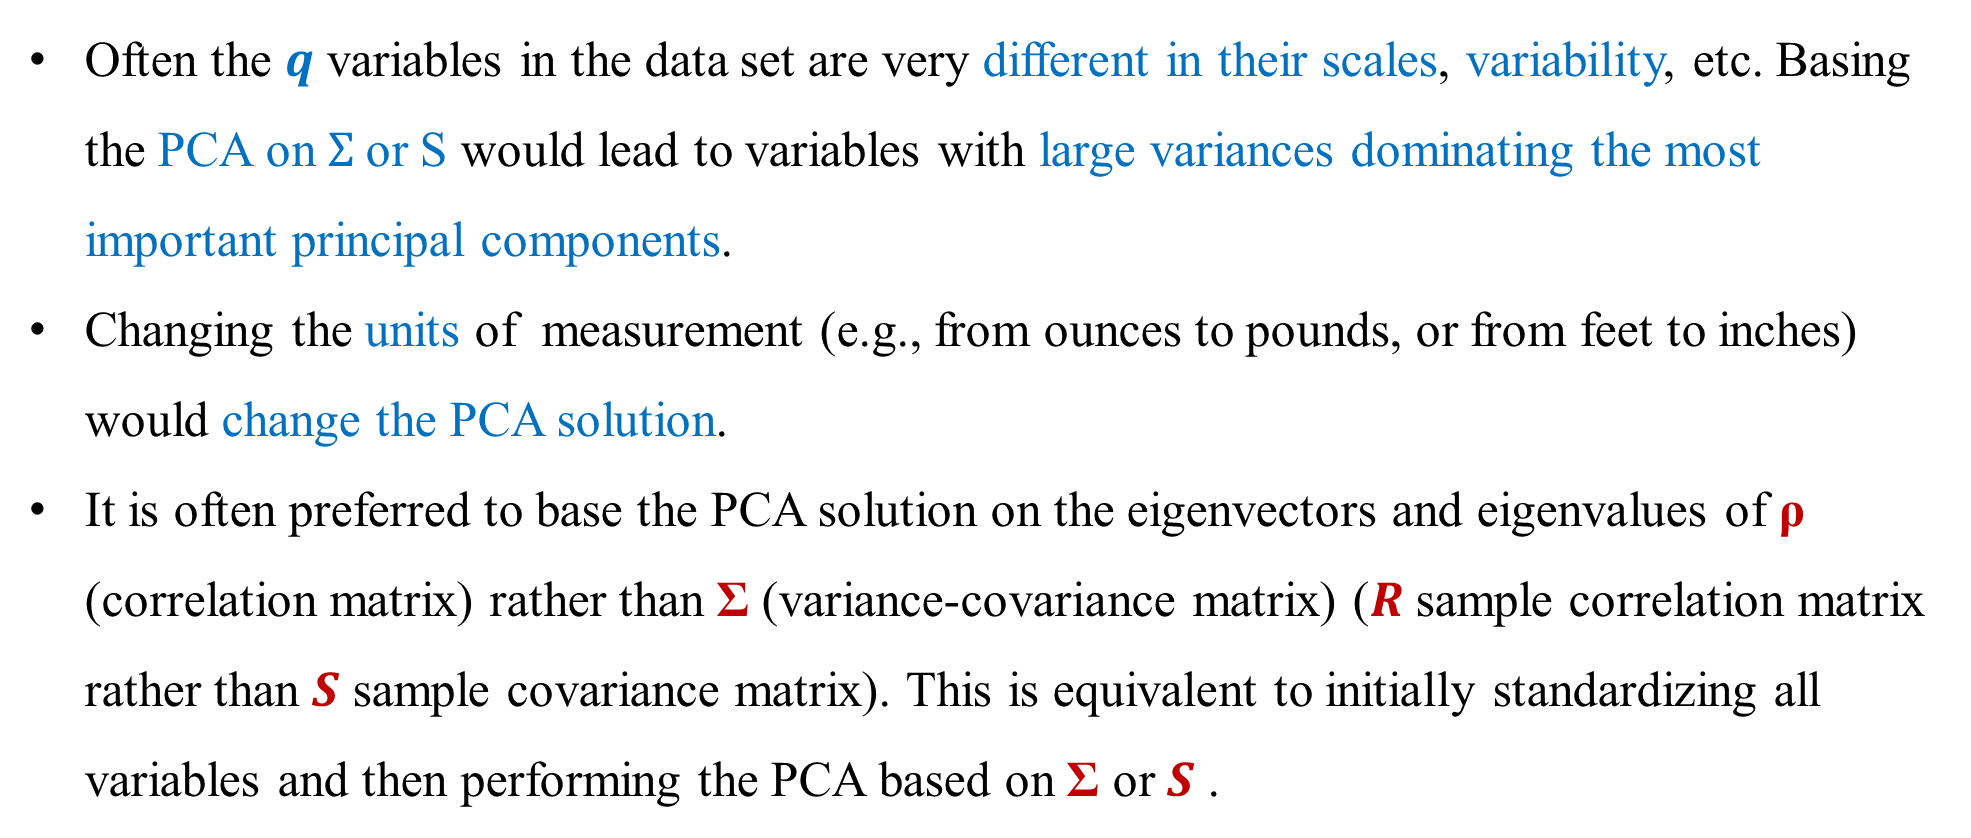 • Often the q variables in the data set are very different in their scales, variability, etc. Basing
the PCA on Σ or S would lead to variables with large variances dominating the most
important principal components.
• Changing the units of measurement (e.g., from ounces to pounds, or from feet to inches)
would change the PCA solution.
• It is often preferred to base the PCA solution on the eigenvectors and eigenvalues of ρ
(correlation matrix) rather than Σ (variance-covariance matrix) (R sample correlation matrix
rather than S sample covariance matrix). This is equivalent to initially standardizing all
variables and then performing the PCA based on Σ or S .